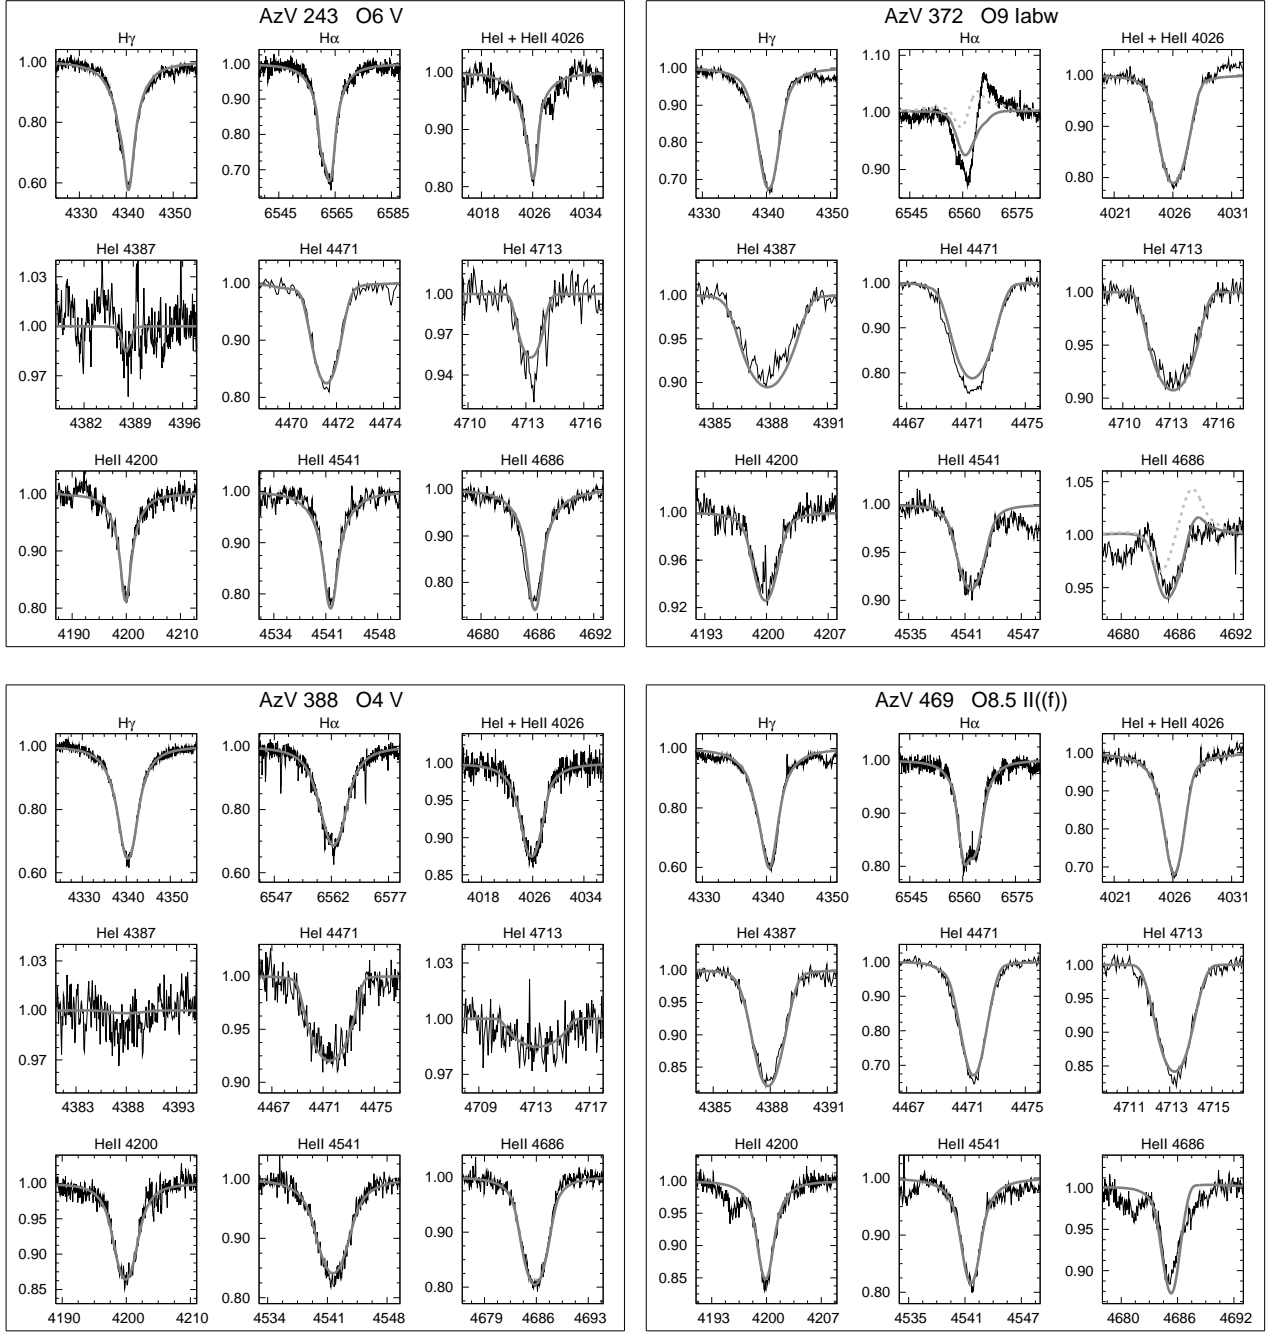 AzV 243 O6 V
Hγ
Hα
HeI + HeII 4026
1.00
0.80
0.60
4330 4340 4350
1.00
0.90
0.80
0.70
6545 6565 6585
1.00
0.90
0.80
4018 4026 4034
HeI 4387
HeI 4471
HeI 4713
1.03
1.00
0.97
4382 4389 4396
1.00
0.90
0.80
4470 4472 4474
1.00
0.97
0.94
4710 4713 4716
HeII 4200
HeII 4541
HeII 4686
1.00
0.90
0.80
4190 4200 4210
1.00
0.90
0.80
4534 4541 4548
1.00
0.90
0.80
4680 4686 4692
AzV 372 O9 Iabw
Hγ
Hα
HeI + HeII 4026
1.00
0.90
0.80
0.70
4330 4340 4350
1.10
1.00
0.90
6545 6560 6575
1.00
0.90
0.80
4021 4026 4031
HeI 4387
HeI 4471
HeI 4713
1.00
0.95
0.90
4385 4388 4391
1.00
0.90
0.80
4467 4471 4475
1.00
0.95
0.90
4710 4713 4716
HeII 4200
HeII 4541
HeII 4686
1.00
0.96
0.92
4193 4200 4207
1.00
0.95
0.90
4535 4541 4547
1.05
1.00
0.95
4680 4686 4692
AzV 388 O4 V
Hγ
Hα
HeI + HeII 4026
1.00
0.80
0.60
4330 4340 4350
1.00
0.80
0.60
6547 6562 6577
1.00
0.95
0.90
0.85
4018 4026 4034
HeI 4387
HeI 4471
HeI 4713
1.03
1.00
0.97
4383 4388 4393
1.00
0.95
0.90
4467 4471 4475
1.03
1.00
0.97
4709 4713 4717
HeII 4200
HeII 4541
HeII 4686
1.00
0.95
0.90
0.85
4190 4200 4210
1.00
0.90
0.80
4534 4541 4548
1.00
0.90
0.80
4679 4686 4693
AzV 469 O8.5 II((f))
Hγ
Hα
HeI + HeII 4026
1.00
0.80
0.60
4330 4340 4350
1.00
0.90
0.80
6545 6560 6575
1.00
0.90
0.80
0.70
4021 4026 4031
HeI 4387
HeI 4471
HeI 4713
1.00
0.95
0.90
0.85
4385 4388 4391
1.00
0.90
0.80
0.70
4467 4471 4475
1.00
0.95
0.90
0.85
4711 4713 4715
HeII 4200
HeII 4541
HeII 4686
1.00
0.95
0.90
0.85
4193 4200 4207
1.00
0.90
0.80
4535 4541 4547
1.00
0.95
0.90
4680 4686 4692